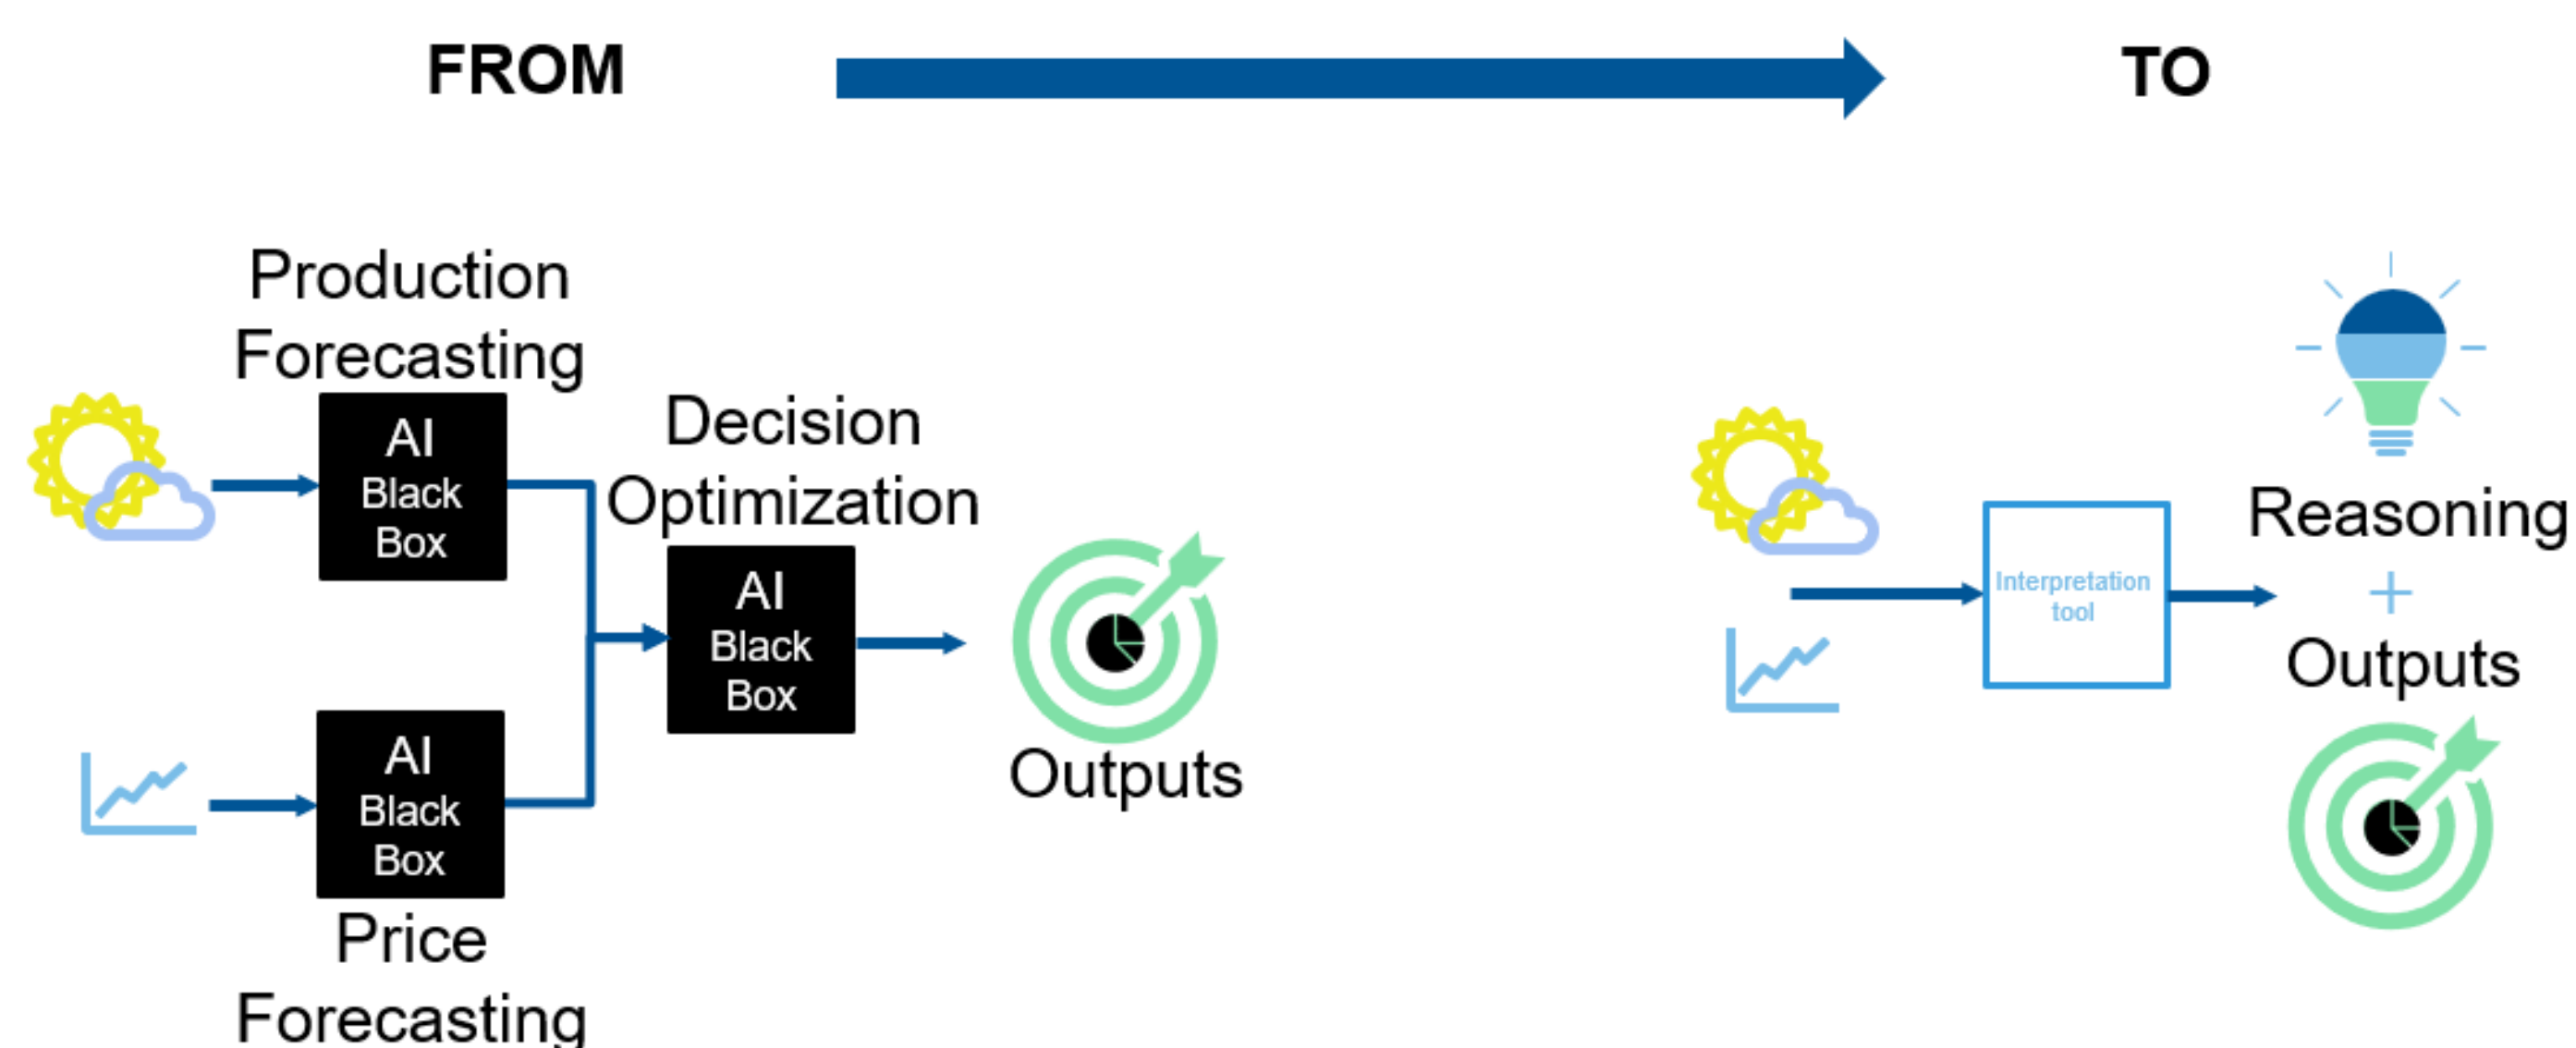 FROM
TO
Production
Forecasting
AI
Black
Box
Decision
Optimization
AI
Black
Box
Outputs
AI
Black
Box
Price
Forecasting
Interpretation
tool
Reasoning
+
Outputs